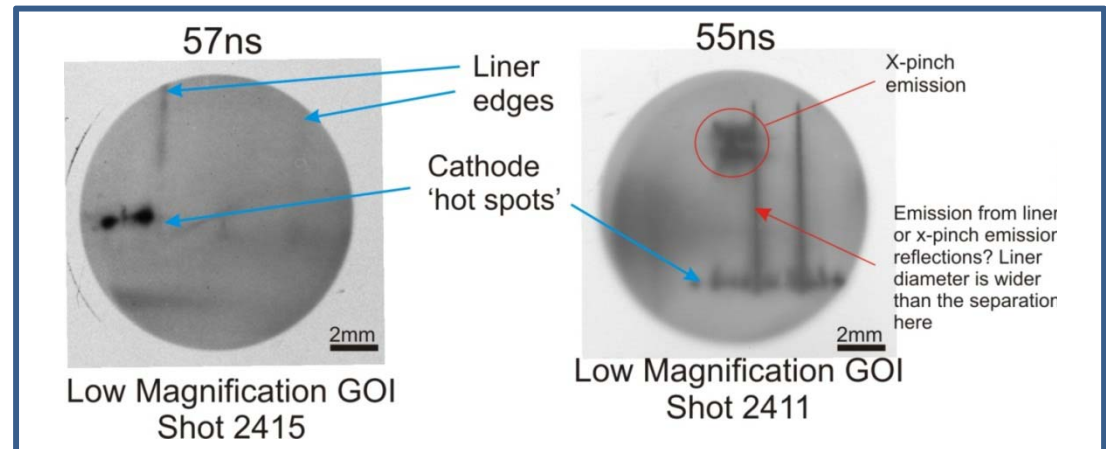 57ns
Liner
edges
Cathode
'hot spots'
2mm
Low Magnification GOI
Shot 2415
55ns
X-pinch
emission
Emission from liner
or x-pinch emission
reflections? Liner
diameter is wider
than the separation
here
2mm
Low Magnification GOI
Shot 2411